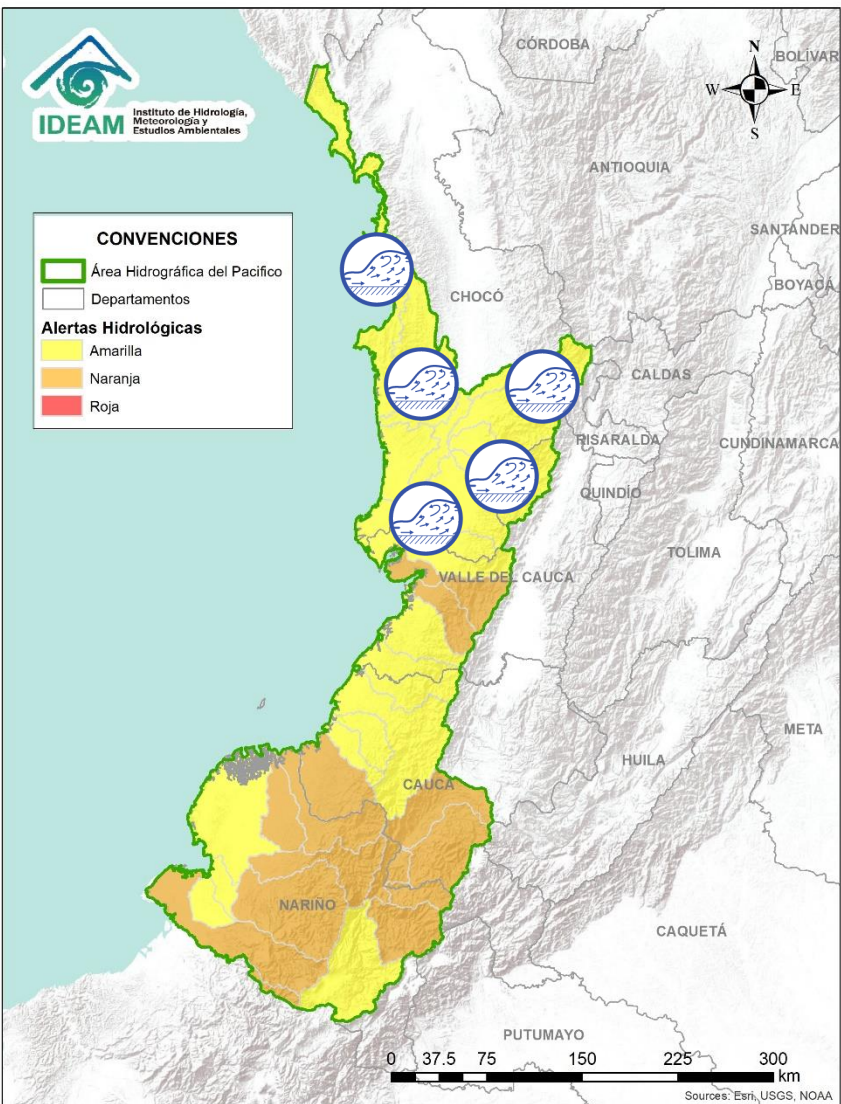 IDEAM
Instituto de Hidrología,
Meteorología y
Estudios Ambientales
CÓRDOBA
N
BOLÍVAR
W
E
S
ANTIOQUIA
SANTANDER
CONVENCIONES
Área Hidrográfica del Pacifico
Departamentos
Alertas Hidrológicas
Amarilla
Naranja
Roja
CHOCÓ
BOYACÁ
CALDAS
RISARALDA
CUNDINAMARCA
QUINDÍO
TOLIMA
VALLE DEL CAUCA
META
HUILA
CAUCA
NARIÑO
CAQUETÁ
PUTUMAYO
0 37.5 75 150 225 300
km
Sources: Esri, USGS, NOAA